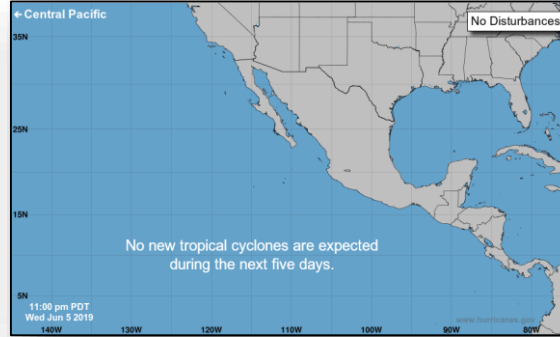 ←Central Pacific
No Disturbances
35N
25N
15N
No new tropical cyclones are expected
during the next five days.
5N
11:00 pm PDT
Wed Jun 5 2019
www.hurricanes.gov
140W 130W 120W 110W 100W 90W 80W